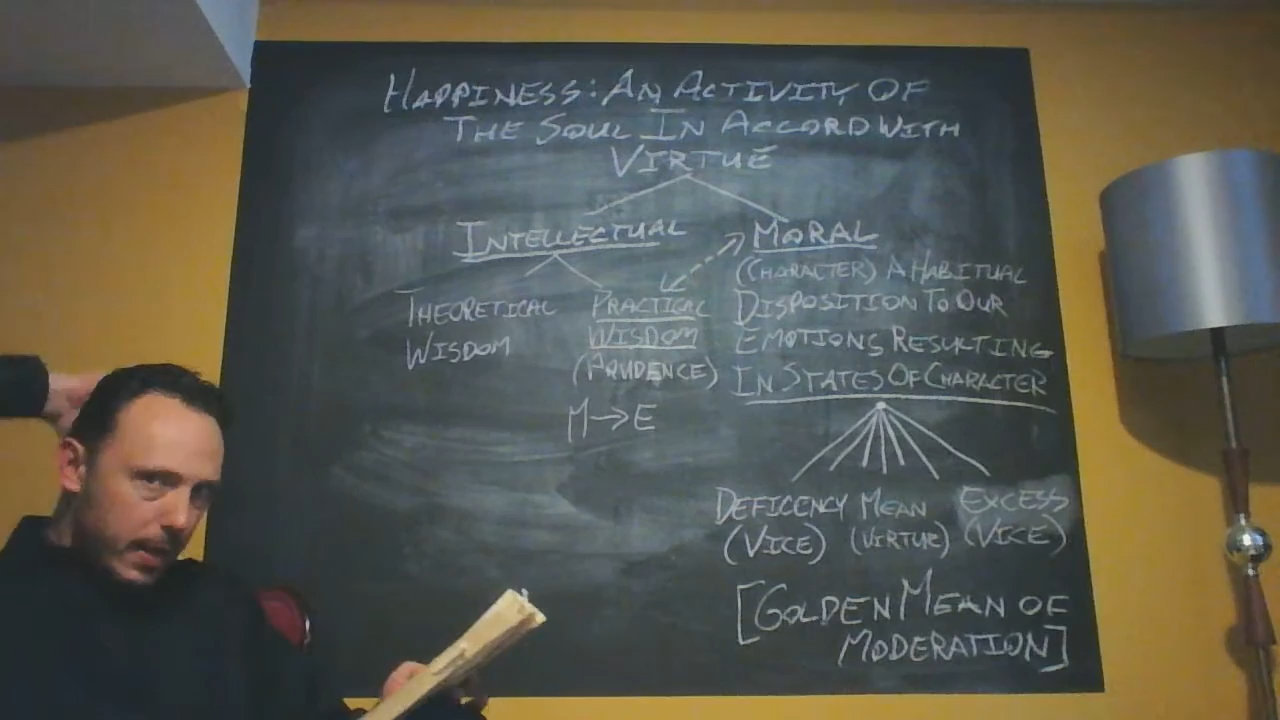 HAPPINESS: AN ACTIVITY OF
THE SOUL IN ACCORD WITH
VIRTUE
INTELLECTUAL
MORAL
THEORETICAL
WISDOM
PRACTICAL
WISDOM
(PRUDENCE)
M→E
(CHARACTER) A HABITUAL
DISPOSITION TO OUR
EMOTIONS RESULTING
IN STATES OF CHARACTER
DEFICENCY MEAN EXCESS
(VICE) (VIRTUE) (VICE)
[GOLDEN MEAN OF
MODERATION]